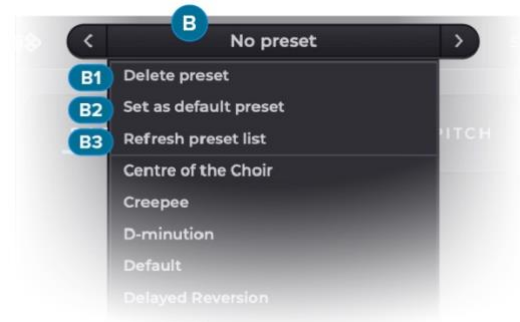 B
< No preset >
B1 Delete preset
B2 Set as default preset
B3 Refresh preset list
PITCH
Centre of the Choir
Creepee
D-minution
Default
Delayed Reversion